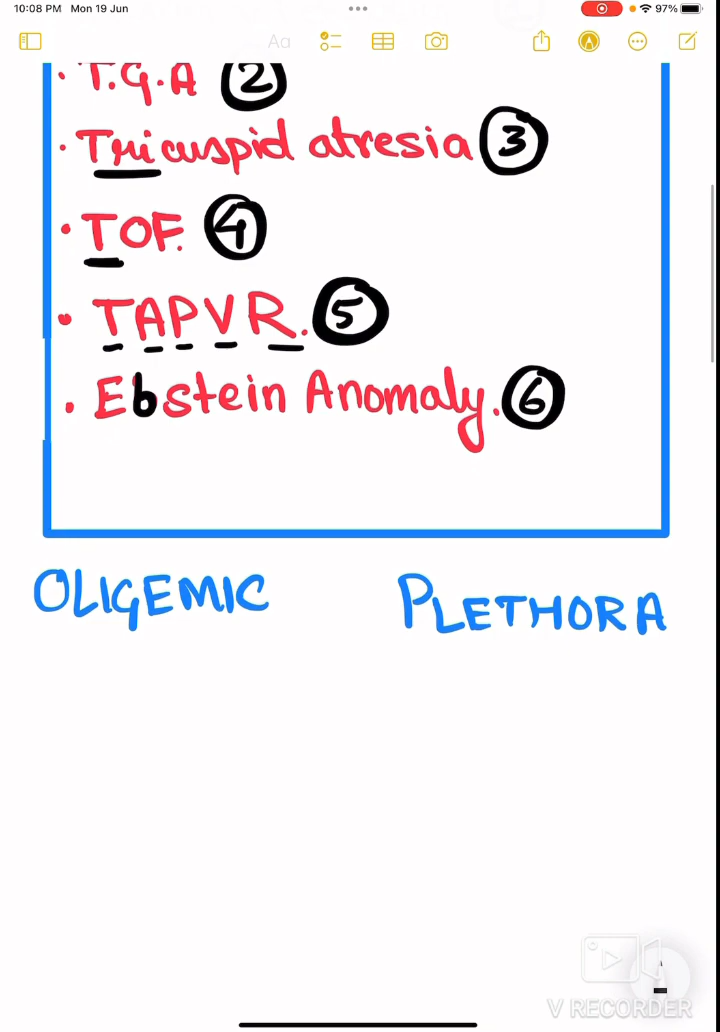 10:08 PM Mon 19 Jun 97%
Aa
. T.G.A 2
. Tricuspid atresia 3
. TOF. 4
. TAPVR. 5
. Ebstein Anomaly. 6
OLIGEMIC PLETHORA
V RECORDER